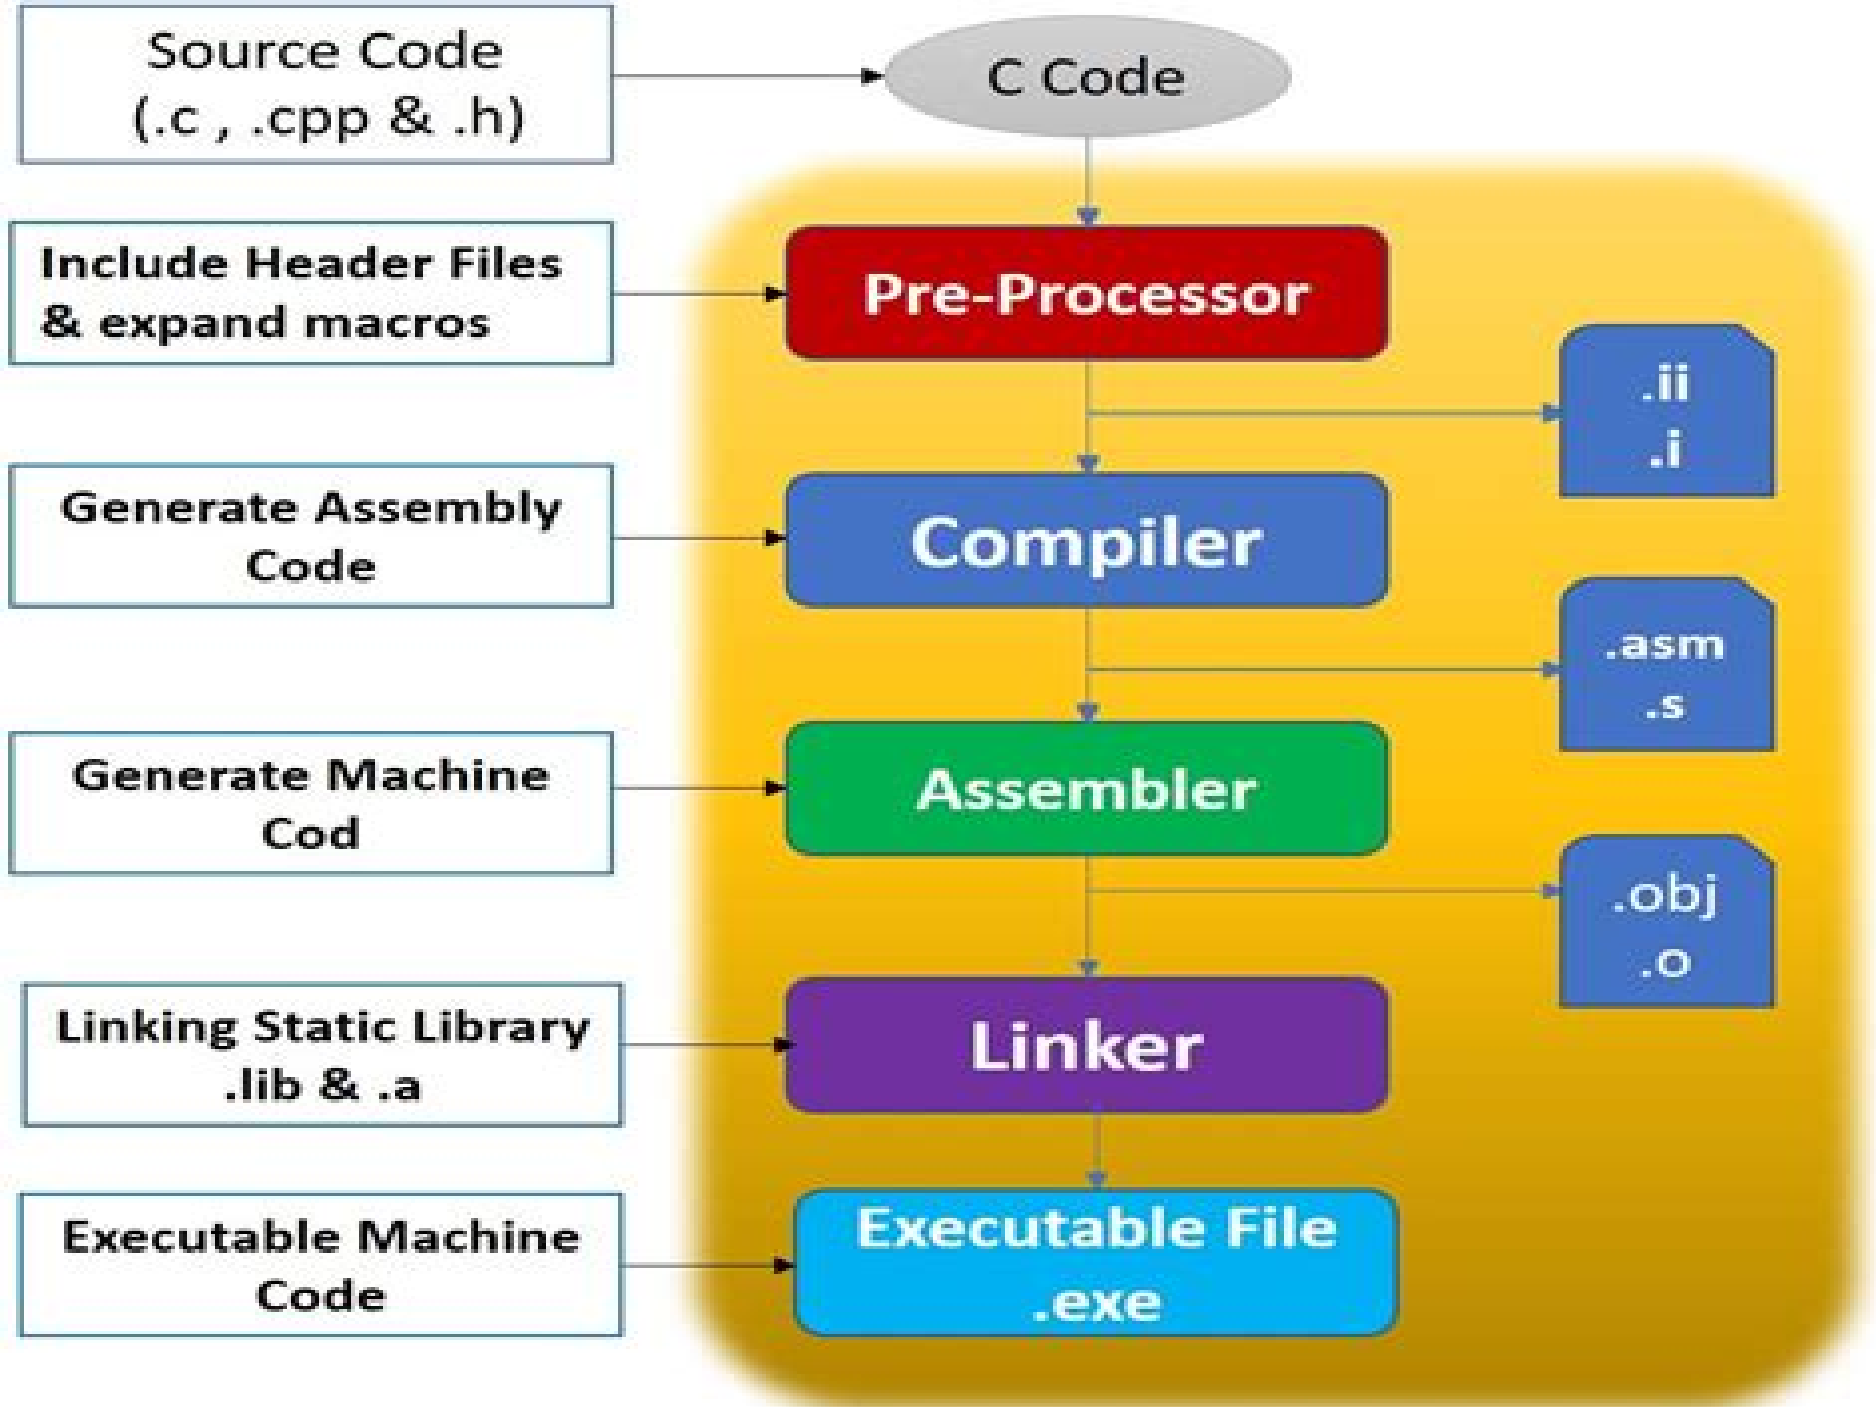 Source Code
(.c , .cpp & .h)
C Code
Include Header Files
& expand macros
Pre-Processor
.ii
.i
Generate Assembly
Code
Compiler
.asm
.s
Generate Machine
Cod
Assembler
.obj
.o
Linking Static Library
.lib & .a
Linker
Executable Machine
Code
Executable File
.exe